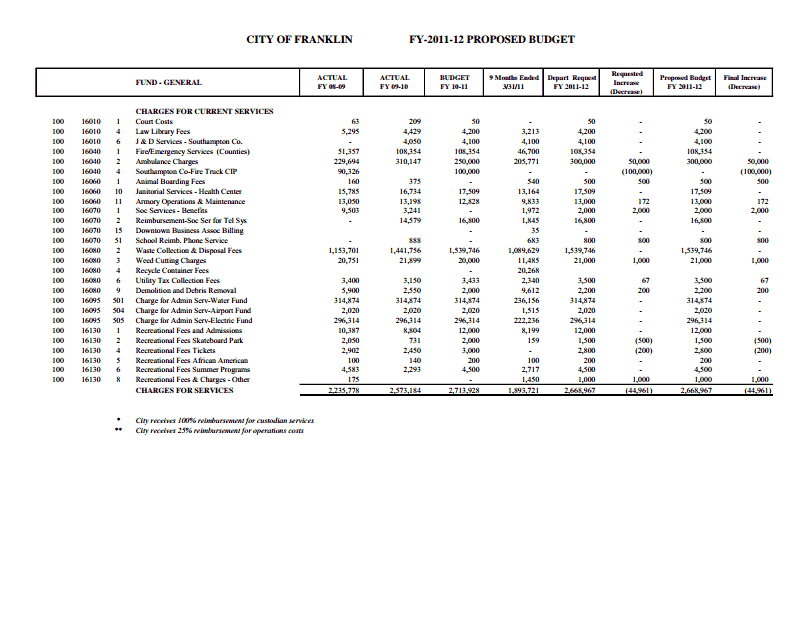 CITY OF FRANKLIN FY-2011-12 PROPOSED BUDGET
FUND - GENERAL ACTUAL FY 08-09 ACTUAL FY 09-10 BUDGET FY 10-11 9 Months Ended 3/31/11 Depart Request FY 2011-12 Requested Increase (Decrease) Proposed Budget FY 2011-12 Final Increase (Decrease)
CHARGES FOR CURRENT SERVICES
100 16010 1 Court Costs 63 209 50 - 50 - 50 -
100 16010 4 Law Library Fees 5,295 4,429 4,200 3,213 4,200 - 4,200 -
100 16010 6 J & D Services - Southampton Co. 4,050 4,100 4,100 4,100 - 4,100 -
100 16040 1 Fire/Emergency Services (Counties) 51,357 108,354 108,354 46,700 108,354 - 108,354 -
100 16040 2 Ambulance Charges 229,694 310,147 250,000 205,771 300,000 50,000 300,000 50,000
100 16040 4 Southampton Co-Fire Truck CIP 90,326 100,000 - - (100,000) - (100,000)
100 16060 1 Animal Boarding Fees 160 375 - 540 500 500 500 500
100 16060 10 Janitorial Services - Health Center 15,785 16,734 17,509 13,164 17,509 - 17,509 -
100 16060 11 Armory Operations & Maintenance 13,050 13,198 12,828 9,833 13,000 172 13,000 172
100 16070 1 Soc Services - Benefits 9,503 3,241 - 1,972 2,000 2,000 2,000 2,000
100 16070 2 Reimbursement-Soc Ser for Tel Sys - 14,579 16,800 1,845 16,800 - 16,800 -
100 16070 15 Downtown Business Assoc Billing - 35 - - - -
100 16070 51 School Reimb. Phone Service - 888 - 683 800 800 800 800
100 16080 2 Waste Collection & Disposal Fees 1,153,701 1,441,756 1,539,746 1,089,629 1,539,746 - 1,539,746 -
100 16080 3 Weed Cutting Charges 20,751 21,899 20,000 11,485 21,000 1,000 21,000 1,000
100 16080 4 Recycle Container Fees - 20,268
100 16080 6 Utility Tax Collection Fees 3,400 3,150 3,433 2,340 3,500 67 3,500 67
100 16080 9 Demolition and Debris Removal 5,900 2,550 2,000 9,612 2,200 200 2,200 200
100 16095 501 Charge for Admin Serv-Water Fund 314,874 314,874 314,874 236,156 314,874 - 314,874 -
100 16095 504 Charge for Admin Serv-Airport Fund 2,020 2,020 2,020 1,515 2,020 - 2,020 -
100 16095 505 Charge for Admin Serv-Electric Fund 296,314 296,314 296,314 222,236 296,314 - 296,314 -
100 16130 1 Recreational Fees and Admissions 10,387 8,804 12,000 8,199 12,000 - 12,000 -
100 16130 2 Recreational Fees Skateboard Park 2,050 731 2,000 159 1,500 (500) 1,500 (500)
100 16130 4 Recreational Fees Tickets 2,902 2,450 3,000 - 2,800 (200) 2,800 (200)
100 16130 5 Recreational Fees African American 100 140 200 100 200 - 200 -
100 16130 6 Recreational Fees Summer Programs 4,583 2,293 4,500 2,717 4,500 - 4,500 -
100 16130 8 Recreational Fees & Charges - Other 175 - 1,450 1,000 1,000 1,000 1,000
CHARGES FOR SERVICES 2,235,778 2,573,184 2,713,928 1,893,721 2,668,967 (44,961) 2,668,967 (44,961)
* City receives 100% reimbursement for custodian services
** City receives 25% reimbursement for operations costs